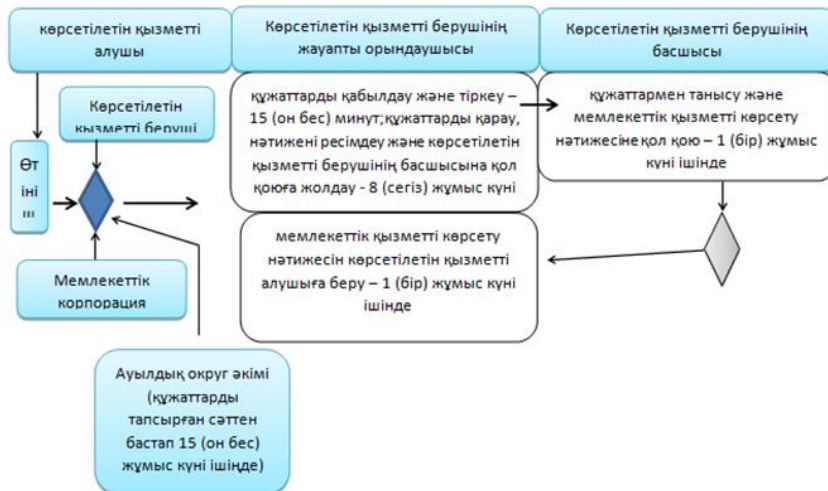 көрсетілетін қызметті
алушы
Көрсетілетін қызметті берушінің
жауапты орындаушысы
Көрсетілетін қызметті берушінің
басшысы
Көрсетілетін
қызметті беруші
Өт
іні
ш
Мемлекеттік
корпорация
құжаттарды қабылдау және тіркеу –
15 (он бес) минут;құжаттарды қарау,
нәтижені ресімдеу және көрсетілетін
қызметті берушінің басшысына қол
қоюға жолдау - 8 (сегіз) жұмыс күні
құжаттармен танысу және
мемлекеттік қызметті көрсету
нәтижесіне қол қою – 1 (бір) жұмыс
күні ішінде
мемлекеттік қызметті көрсету
нәтижесін көрсетілетін қызметті
алушыға беру – 1 (бір) жұмыс күні
ішінде
Ауылдық округ әкімі
(құжаттарды
тапсырған сәттен
бастап 15 (он бес)
жұмыс күні ішіңде)